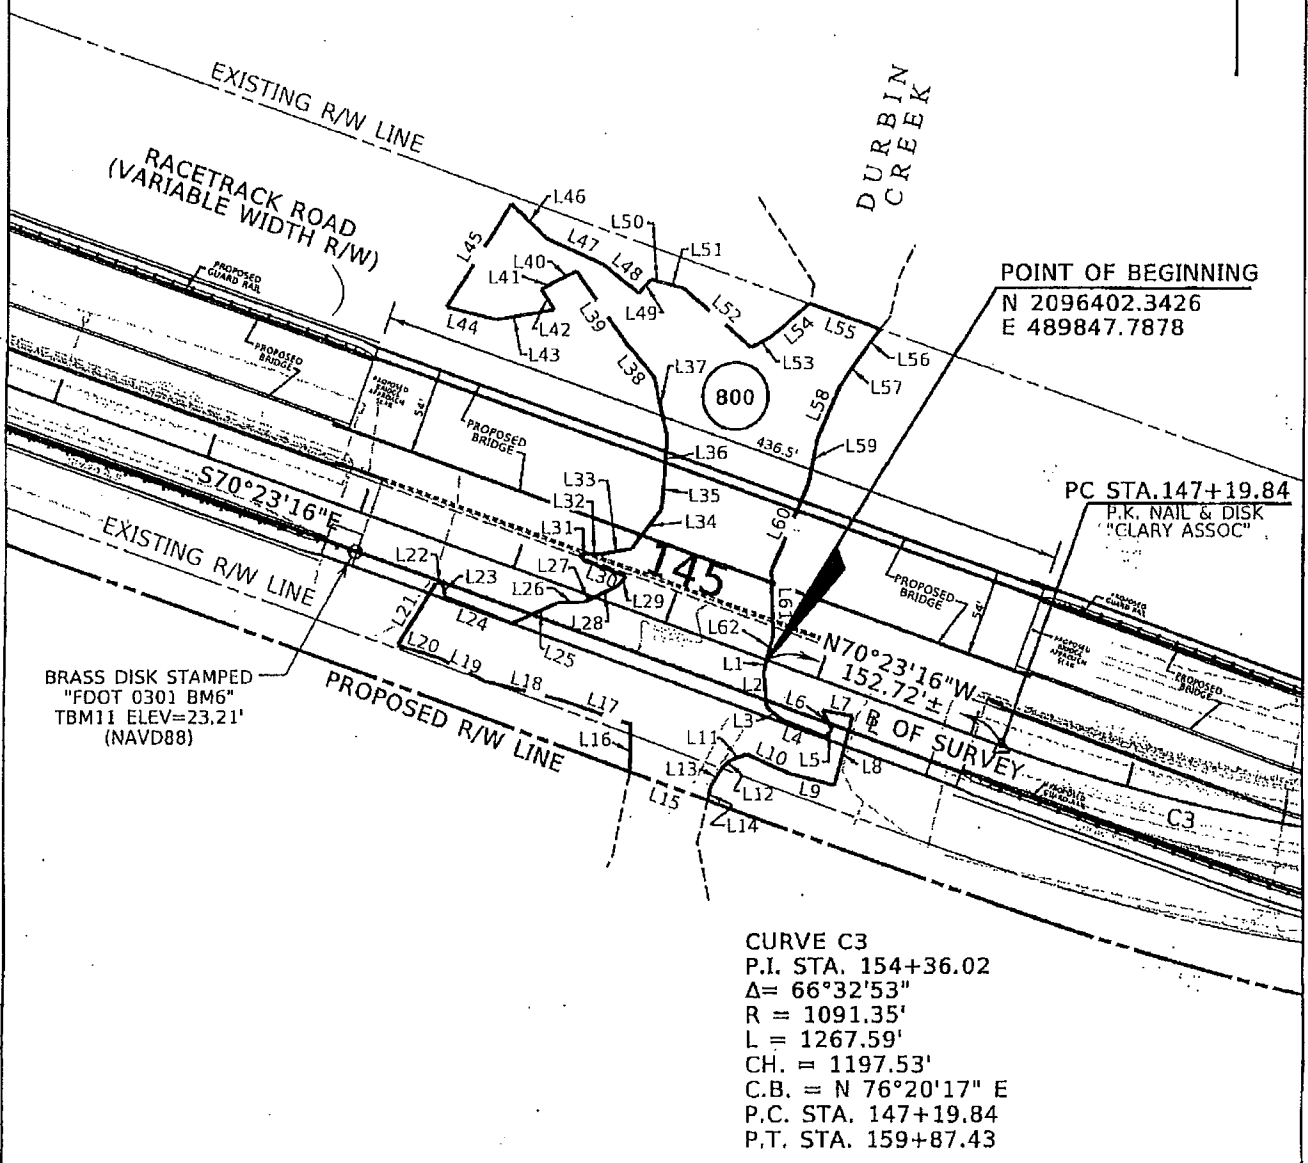 EXISTING R/W LINE
DURBIN
CREEK
RACETRACK ROAD
(VARIABLE WIDTH R/W)
L46
L45
L47
L50
L51
L40
L48
L41
L49
L52
L54
L55
L39
L42
L44
L43
L53
L56
L57
L38
L37
800
L58
POINT OF BEGINNING
N 2096402.3426
E 489847.7878
PROPOSED
GUARD RAIL
PROPOSED
BRIDGE
54'
PROPOSED
BRIDGE
436.5'
L36
L59
L33
L32
L35
L31
L34
L60
PC STA.147+19.84
P.K. NAIL & DISK
"CLARY ASSOC"
S70°23'16"E
EXISTING R/W LINE
L22
L23
L27
L30
145
L26
L29
L61
L21
L24
L28
L62
L25
L20
L19
L18
L17
L1
L2
N70°23'16"W
152.72'±
PROPOSED
BRIDGE
54'
PROPOSED
GUARD RAIL
PROPOSED
BRIDGE
BRASS DISK STAMPED
"FDOT 0301 BM6"
TBM11 ELEV=23.21'
(NAVD88)
PROPOSED R/W LINE
L6
L7
L3
L4
L5
L8
B OF SURVEY
L16
L11
L10
L13
L12
L9
L15
L14
C3
CURVE C3
P.I. STA. 154+36.02
Δ= 66°32'53"
R = 1091.35'
L = 1267.59'
CH. = 1197.53'
C.B. = N 76°20'17" E
P.C. STA. 147+19.84
P.T. STA. 159+87.43